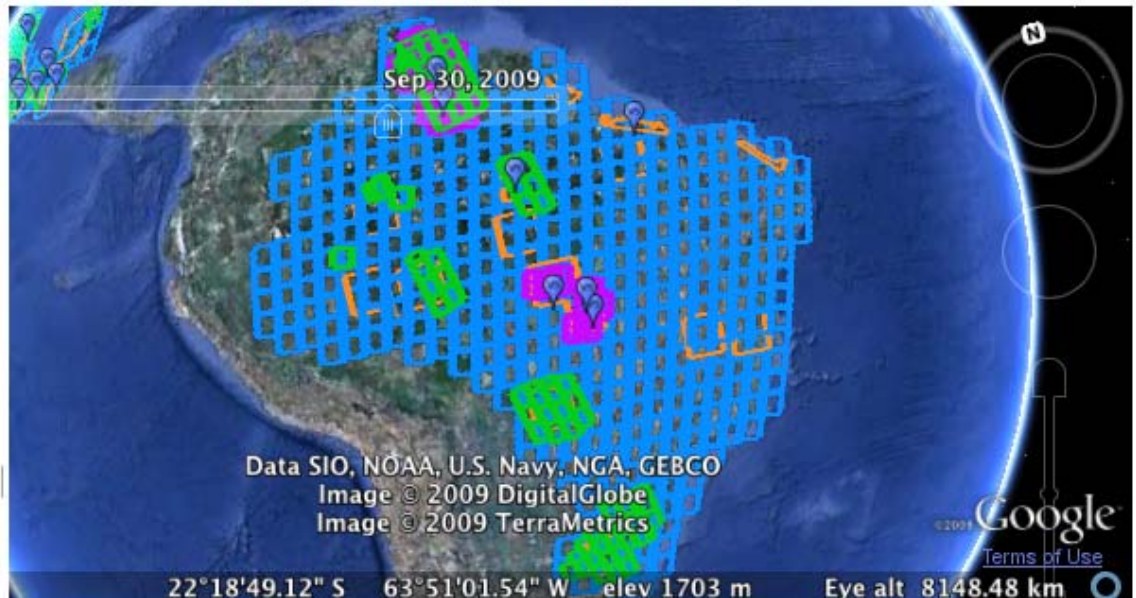 N
Sep 30, 2009
Data SIO, NOAA, U.S. Navy, NGA, GEBCO
Image © 2009 DigitalGlobe
Image © 2009 TerraMetrics
©2009 Google
Terms of Use
22°18'49.12" S 63°51'01.54" W elev 1703 m Eye alt 8148.48 km